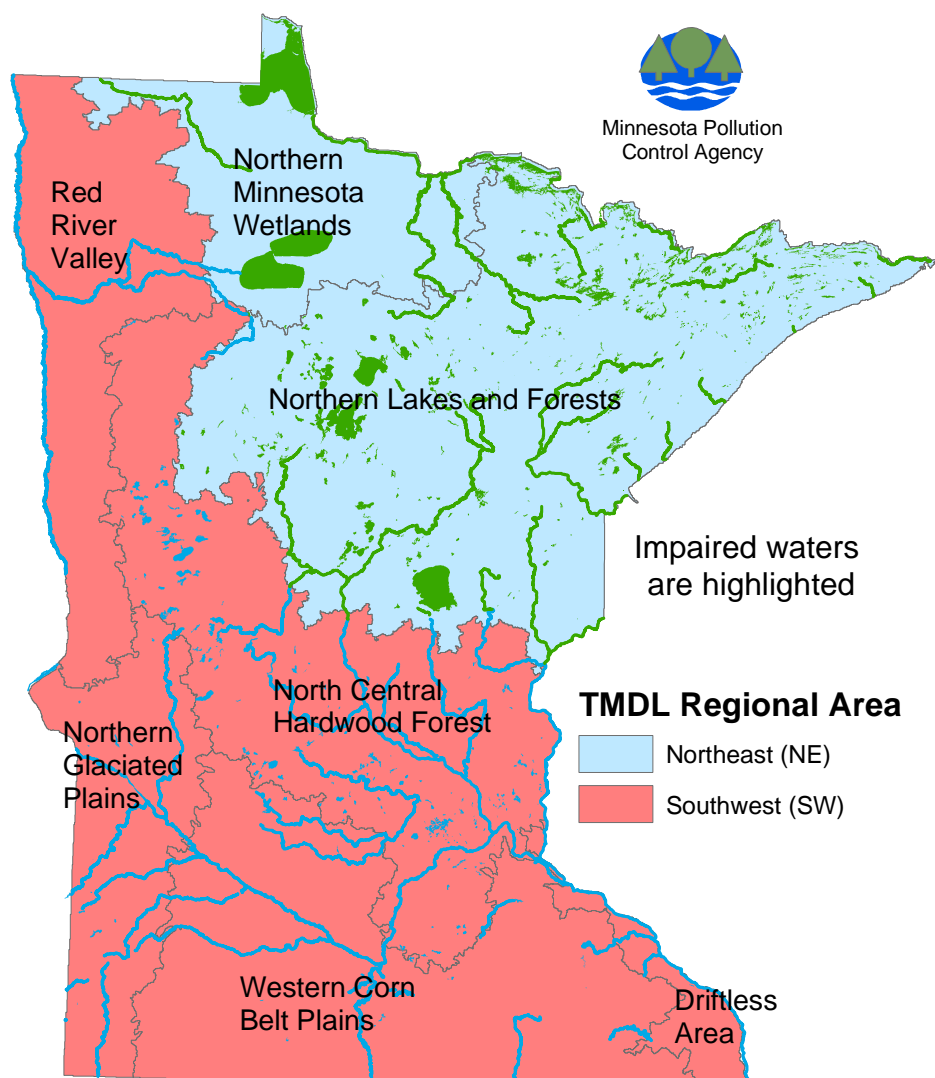 Minnesota Pollution
Control Agency
Northern
Minnesota
Wetlands
Red
River
Valley
Northern Lakes and Forests
Impaired waters
are highlighted
North Central
Hardwood Forest
TMDL Regional Area
Northern
Glaciated
Plains
Northeast (NE)
Southwest (SW)
Western Corn
Belt Plains
Driftless
Area